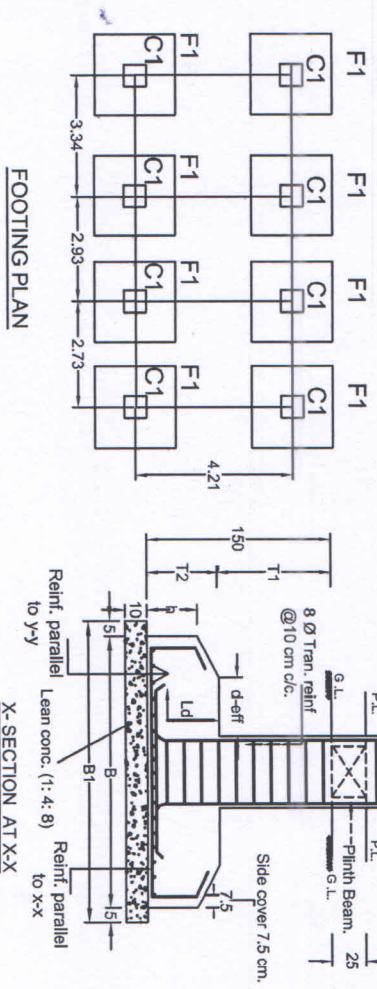 F1 F1 F1 F1
C1 C1 C1 C1
4.21
F1 F1 F1 F1
C1 C1 C1 C1
3.34 2.93 2.73
FOOTING PLAN
P.L. P.L.
Plinth Beam.
25
G.L. G.L.
x
150
T1
T2
8 Ø Tran. reinf
@10 cm c/c.
Side cover 7.5 cm.
d-eff
Ld
h
7.5
10
5 B 5
B1
Reinf. parallel
to y-y
Lean conc. (1: 4: 8)
Reinf. parallel
to x-x
X- SECTION AT X-X